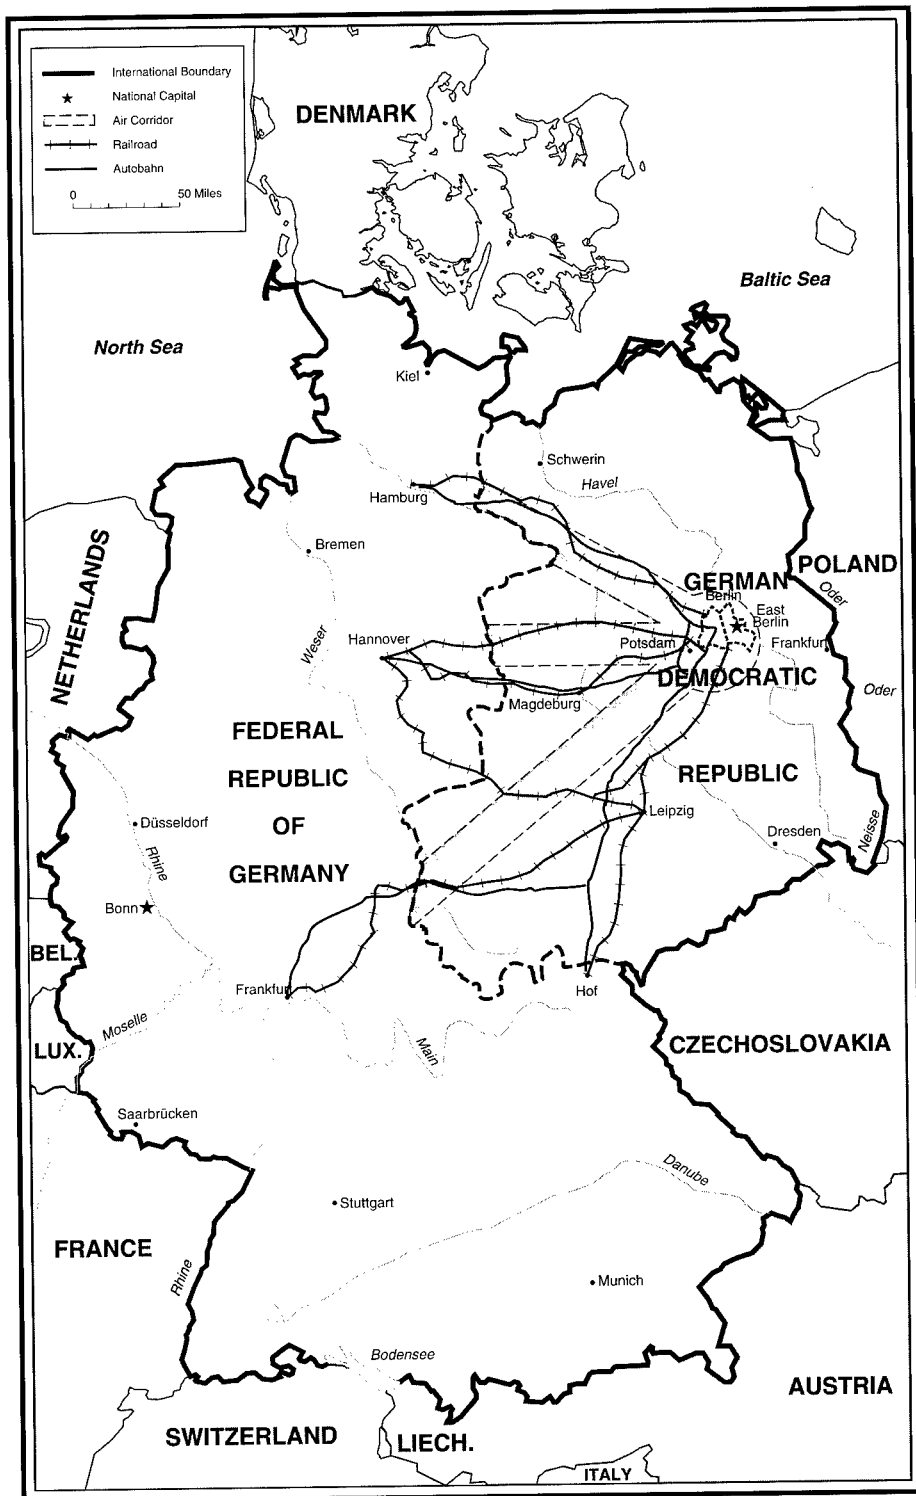 International Boundary
National Capital
Air Corridor
Railroad
Autobahn
0 50 Miles
DENMARK
Baltic Sea
North Sea
Kiel
Schwerin
Havel
Hamburg
Bremen
NETHERLANDS
POLAND
GERMAN
Berlin
Oder
East
Berlin
Hannover
Weser
Potsdam
Frankfurt
DEMOCRATIC
Oder
Magdeburg
FEDERAL
REPUBLIC
REPUBLIC
OF
GERMANY
Leipzig
Düsseldorf
Dresden
Neisse
Rhine
Bonn
BEL.
Frankfurt
Hof
Moselle
LUX.
Main
CZECHOSLOVAKIA
Saarbrücken
Danube
Stuttgart
FRANCE
Rhine
Munich
Bodensee
AUSTRIA
SWITZERLAND
LIECH.
ITALY